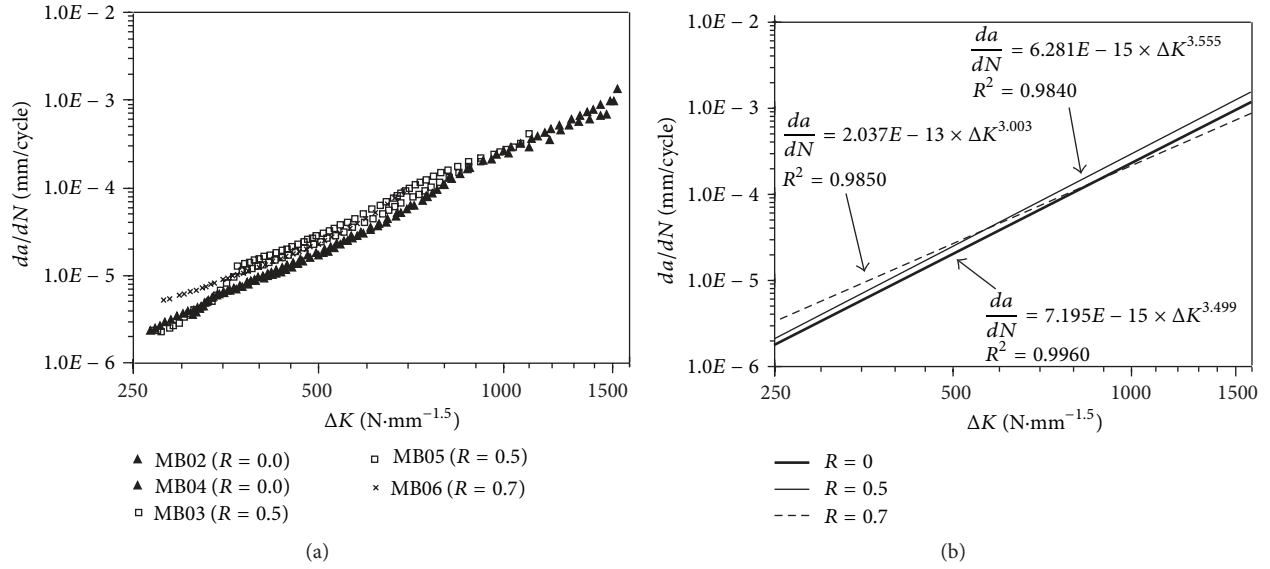 1.0E − 2
1.0E − 3
1.0E − 4
1.0E − 5
1.0E − 6
da/dN (mm/cycle)
250 500 1000 1500
ΔK (N·mm^−1.5)
▲ MB02 (R = 0.0)
▲ MB04 (R = 0.0)
□ MB03 (R = 0.5)
□ MB05 (R = 0.5)
× MB06 (R = 0.7)
(a)
1.0E − 2
1.0E − 3
1.0E − 4
1.0E − 5
1.0E − 6
da/dN (mm/cycle)
da/dN = 6.281E − 15 × ΔK^3.555
R² = 0.9840
da/dN = 2.037E − 13 × ΔK^3.003
R² = 0.9850
da/dN = 7.195E − 15 × ΔK^3.499
R² = 0.9960
250 500 1000 1500
ΔK (N·mm^−1.5)
R = 0
R = 0.5
R = 0.7
(b)